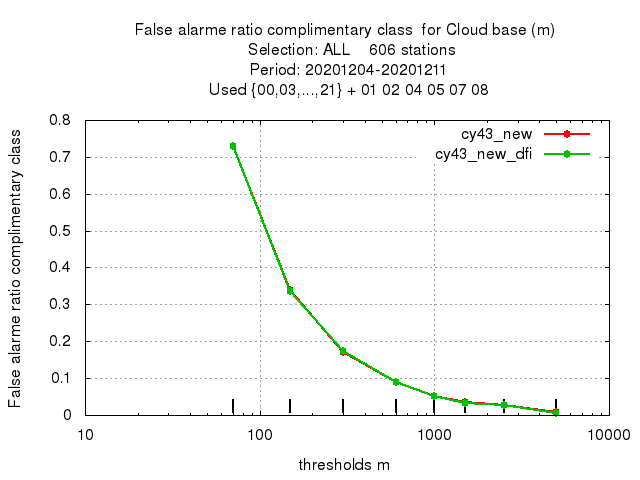 False alarme ratio complimentary class  for Cloud base (m)
Selection: ALL    606 stations
Period: 20201204-20201211
Used {00,03,...,21} + 01 02 04 05 07 08
cy43_new
cy43_new_dfi
False alarme ratio complimentary class
0.8
0.7
0.6
0.5
0.4
0.3
0.2
0.1
0
10
100
1000
10000
thresholds m